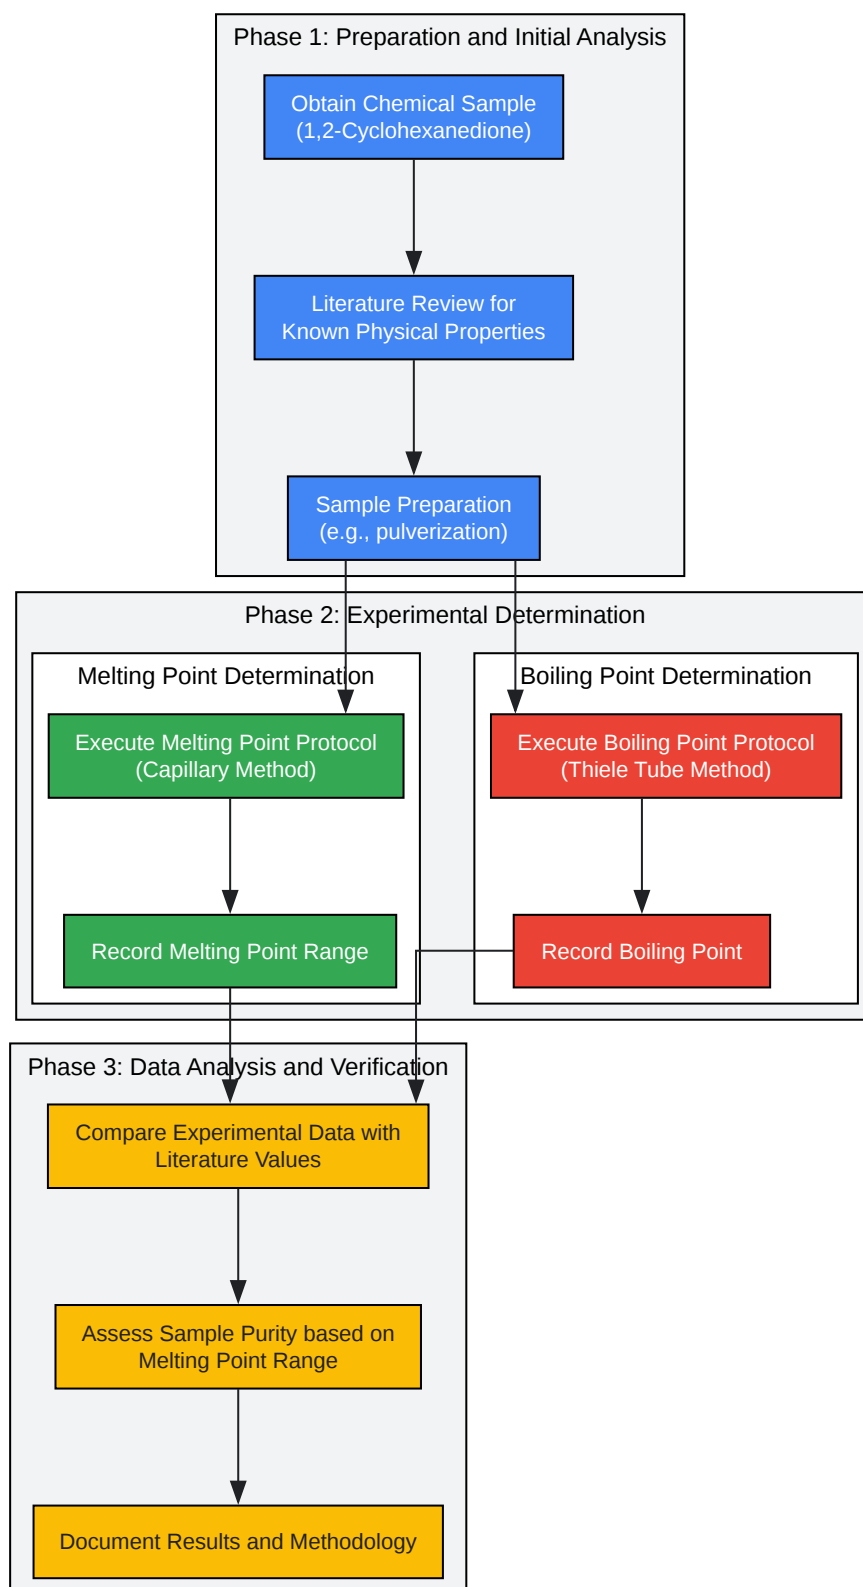 Phase 1: Preparation and Initial Analysis
Obtain Chemical Sample
(1,2-Cyclohexanedione)
Literature Review for
Known Physical Properties
Sample Preparation
(e.g., pulverization)
Phase 2: Experimental Determination
Melting Point Determination
Execute Melting Point Protocol
(Capillary Method)
Record Melting Point Range
Boiling Point Determination
Execute Boiling Point Protocol
(Thiele Tube Method)
Record Boiling Point
Phase 3: Data Analysis and Verification
Compare Experimental Data with
Literature Values
Assess Sample Purity based on
Melting Point Range
Document Results and Methodology